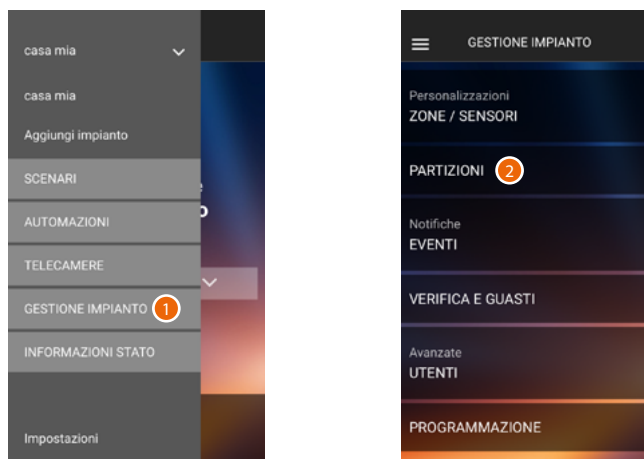 casa mia
casa mia
Aggiungi impianto
SCENARI
AUTOMAZIONI
TELECAMERE
GESTIONE IMPIANTO 1
INFORMAZIONI STATO
Impostazioni
GESTIONE IMPIANTO
Personalizzazioni
ZONE / SENSORI
PARTIZIONI 2
Notifiche
EVENTI
VERIFICA E GUASTI
Avanzate
UTENTI
PROGRAMMAZIONE